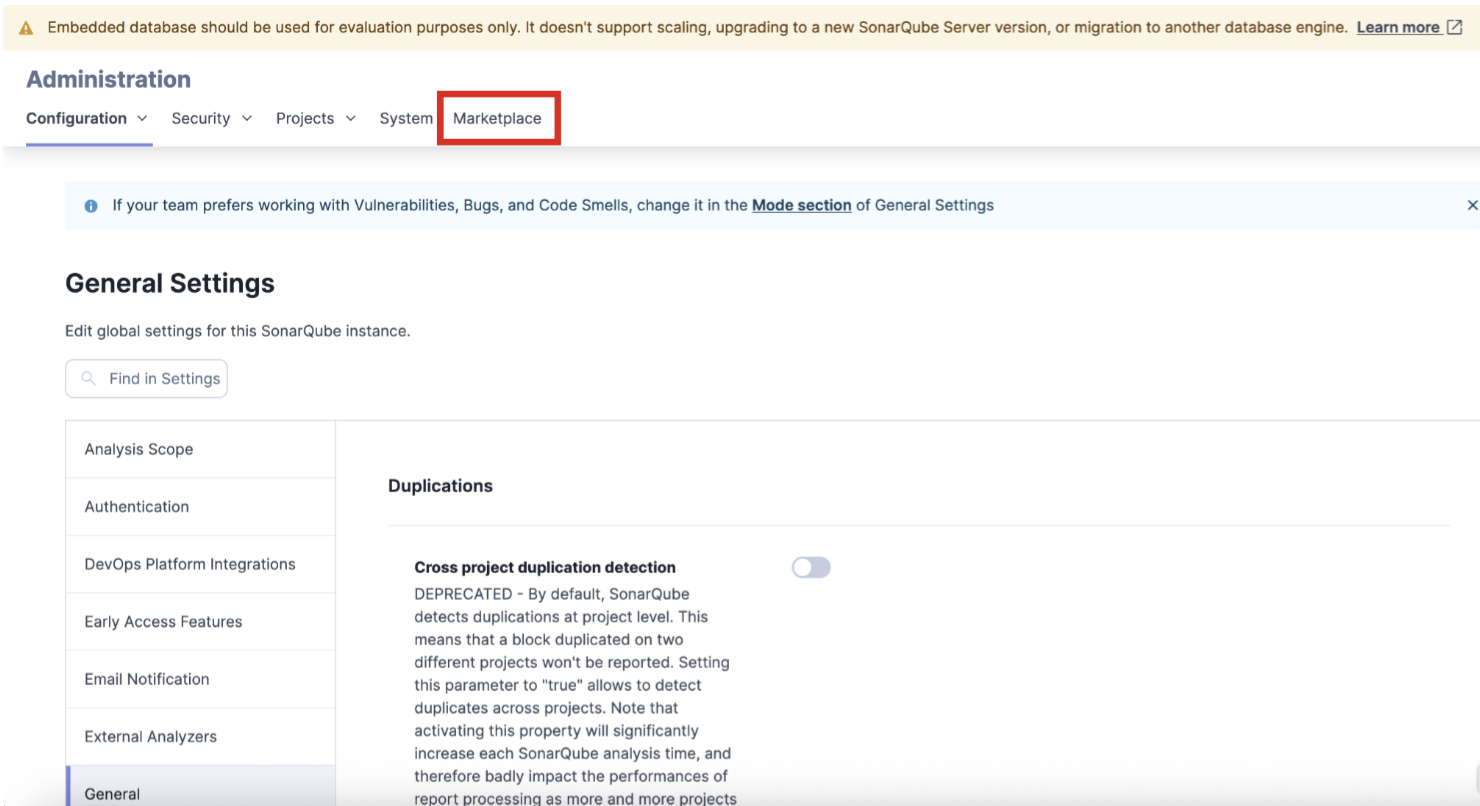 Embedded database should be used for evaluation purposes only. It doesn't support scaling, upgrading to a new SonarQube Server version, or migration to another database engine. Learn more
Administration
Configuration Security Projects System Marketplace
If your team prefers working with Vulnerabilities, Bugs, and Code Smells, change it in the Mode section of General Settings
General Settings
Edit global settings for this SonarQube instance.
Find in Settings
Analysis Scope
Authentication
DevOps Platform Integrations
Early Access Features
Email Notification
External Analyzers
General
Duplications
Cross project duplication detection
DEPRECATED - By default, SonarQube
detects duplications at project level. This
means that a block duplicated on two
different projects won't be reported. Setting
this parameter to "true" allows to detect
duplicates across projects. Note that
activating this property will significantly
increase each SonarQube analysis time, and
therefore badly impact the performances of
report processing as more and more projects